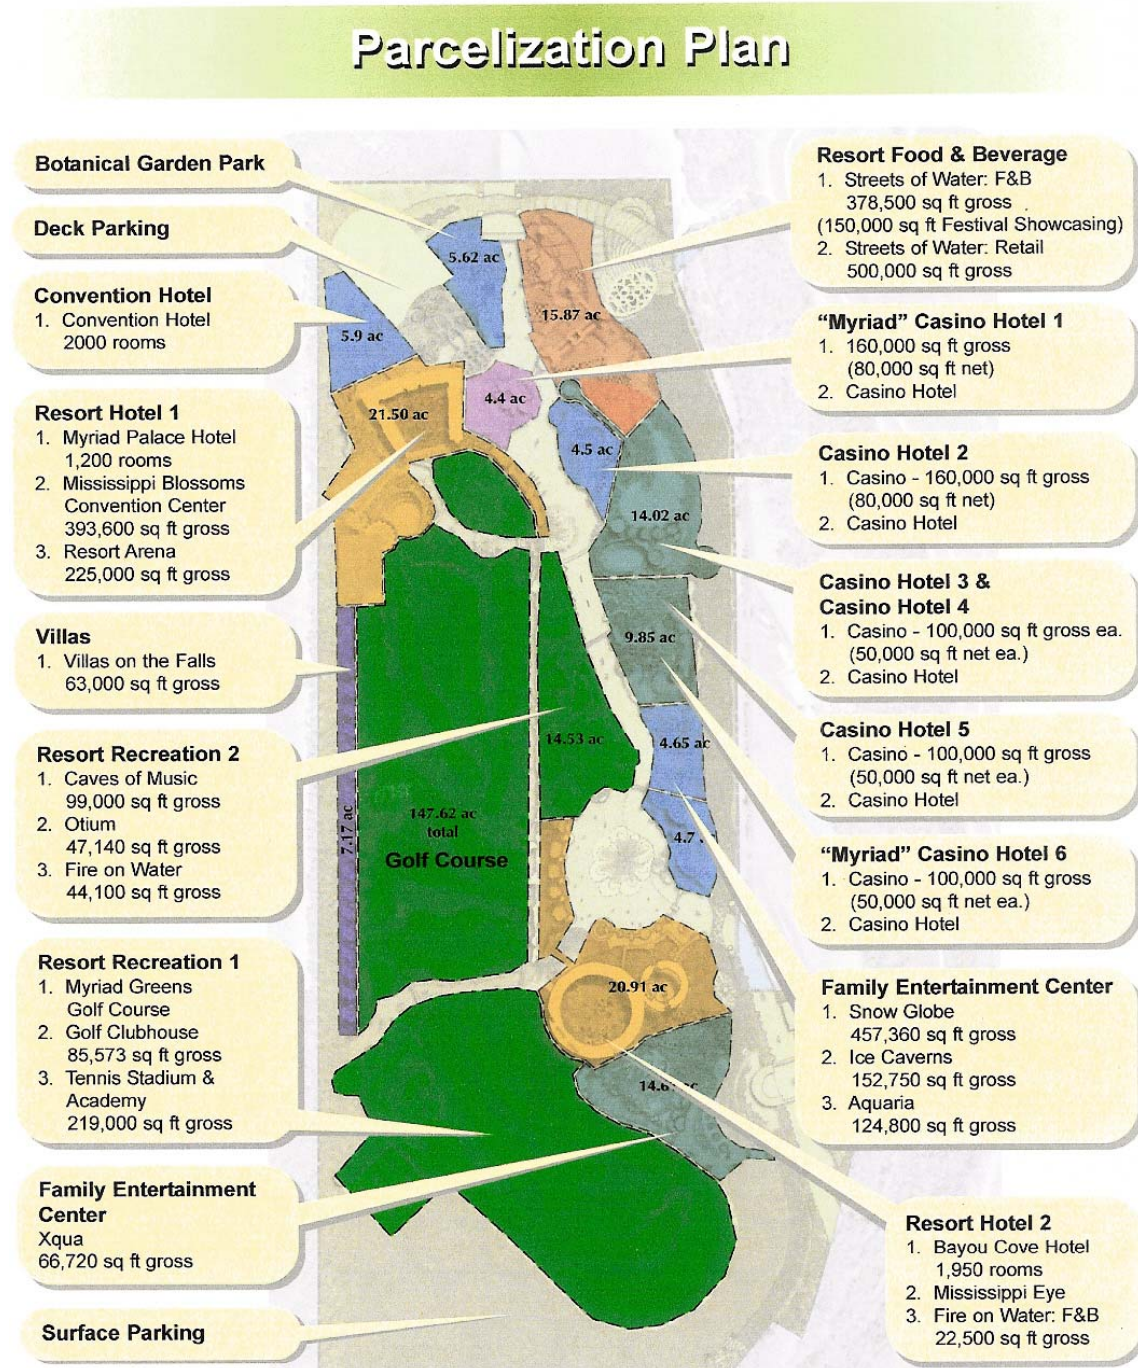 Parcelization Plan
Botanical Garden Park
Deck Parking
Convention Hotel
1. Convention Hotel
2000 rooms
Resort Hotel 1
1. Myriad Palace Hotel
1,200 rooms
2. Mississippi Blossoms
Convention Center
393,600 sq ft gross
3. Resort Arena
225,000 sq ft gross
Villas
1. Villas on the Falls
63,000 sq ft gross
Resort Recreation 2
1. Caves of Music
99,000 sq ft gross
2. Otium
47,140 sq ft gross
3. Fire on Water
44,100 sq ft gross
Resort Recreation 1
1. Myriad Greens
Golf Course
2. Golf Clubhouse
85,573 sq ft gross
3. Tennis Stadium &
Academy
219,000 sq ft gross
Family Entertainment
Center
Xqua
66,720 sq ft gross
Surface Parking
5.62 ac
5.9 ac
15.87 ac
21.50 ac
4.4 ac
4.5 ac
14.02 ac
9.85 ac
14.53 ac
4.65 ac
7.17 ac
147.62 ac
total
Golf Course
4.7
20.91 ac
Resort Food & Beverage
1. Streets of Water: F&B
378,500 sq ft gross
(150,000 sq ft Festival Showcasing)
2. Streets of Water: Retail
500,000 sq ft gross
“Myriad” Casino Hotel 1
1. 160,000 sq ft gross
(80,000 sq ft net)
2. Casino Hotel
Casino Hotel 2
1. Casino - 160,000 sq ft gross
(80,000 sq ft net)
2. Casino Hotel
Casino Hotel 3 &
Casino Hotel 4
1. Casino - 100,000 sq ft gross ea.
(50,000 sq ft net ea.)
2. Casino Hotel
Casino Hotel 5
1. Casino - 100,000 sq ft gross
(50,000 sq ft net ea.)
2. Casino Hotel
“Myriad” Casino Hotel 6
1. Casino - 100,000 sq ft gross
(50,000 sq ft net ea.)
2. Casino Hotel
Family Entertainment Center
1. Snow Globe
457,360 sq ft gross
2. Ice Caverns
152,750 sq ft gross
3. Aquaria
124,800 sq ft gross
Resort Hotel 2
1. Bayou Cove Hotel
1,950 rooms
2. Mississippi Eye
3. Fire on Water: F&B
22,500 sq ft gross